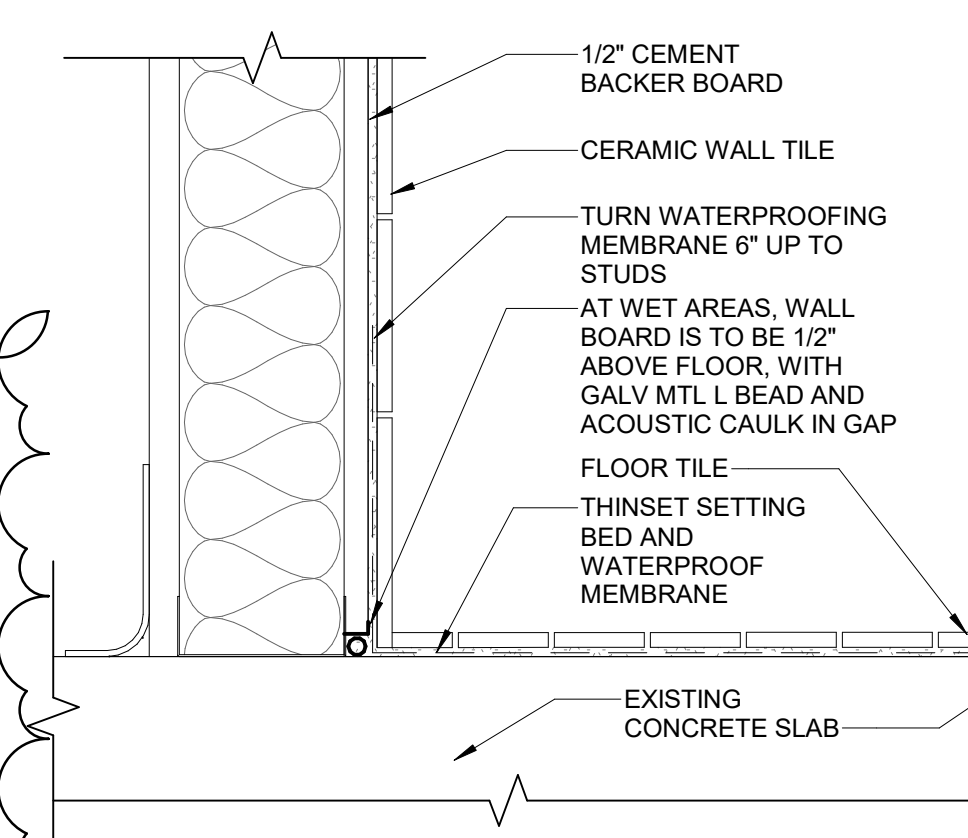 1/2" CEMENT
BACKER BOARD
CERAMIC WALL TILE
TURN WATERPROOFING
MEMBRANE 6" UP TO
STUDS
AT WET AREAS, WALL
BOARD IS TO BE 1/2"
ABOVE FLOOR, WITH
GALV MTL L BEAD AND
ACOUSTIC CAULK IN GAP
FLOOR TILE
THINSET SETTING
BED AND
WATERPROOF
MEMBRANE
EXISTING
CONCRETE SLAB